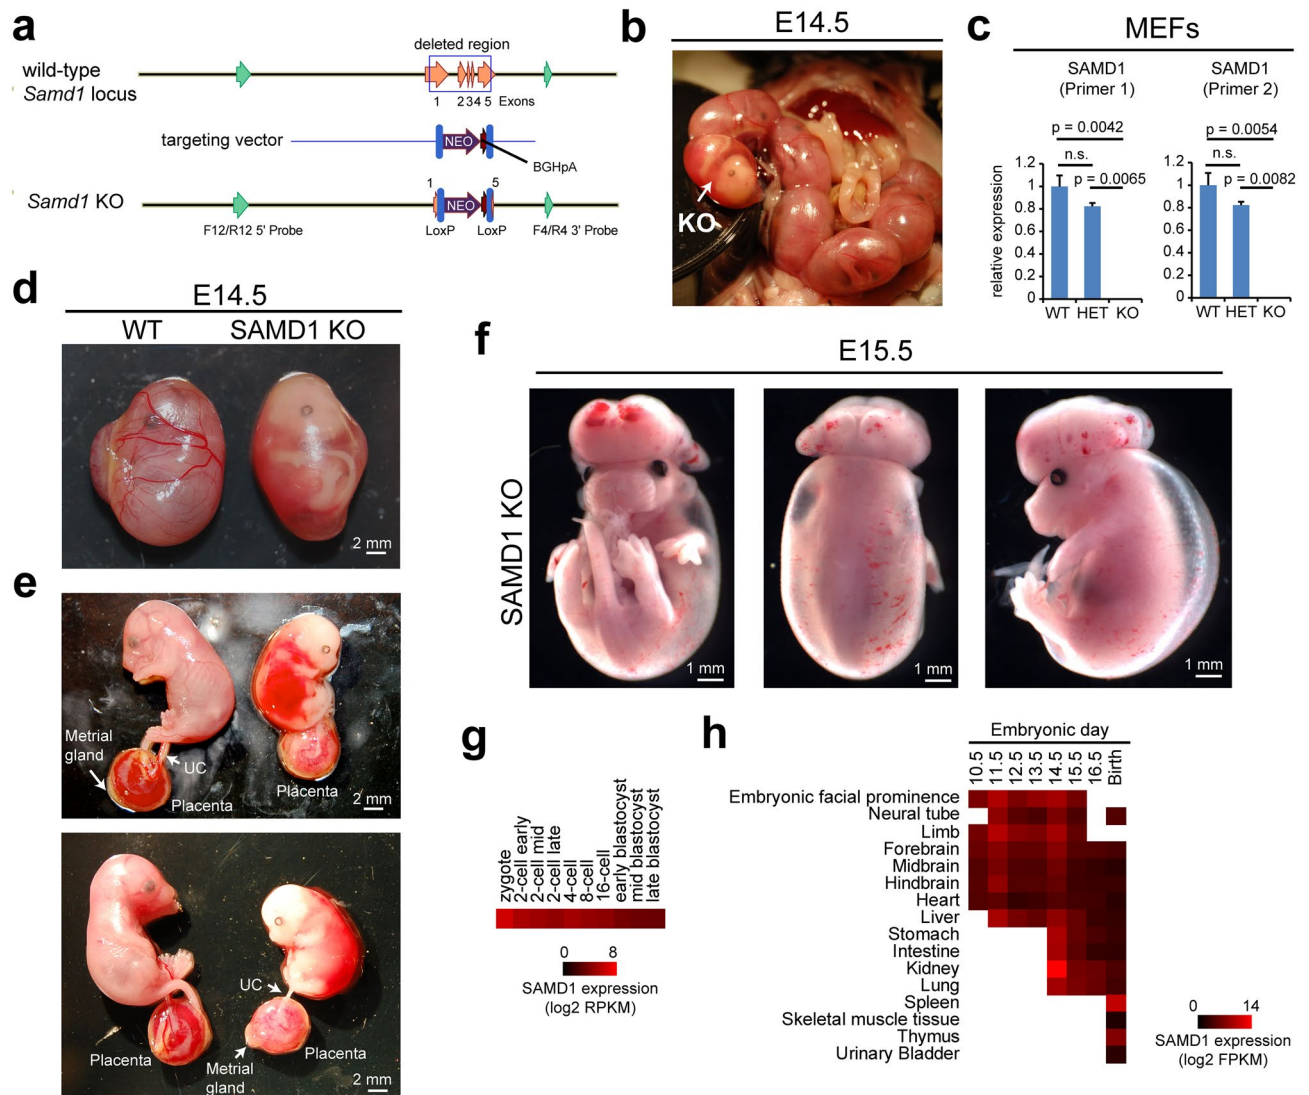 a
deleted region
wild-type
Samd1 locus
1 2 3 4 5 Exons
targeting vector
NEO
BGHpA
Samd1 KO
1 5
NEO
F12/R12 5' Probe
LoxP LoxP
F4/R4 3' Probe
b
E14.5
KO
c
MEFs
SAMD1
(Primer 1)
p = 0.0042
n.s.
p = 0.0065
relative expression
1.2
1
0.8
0.6
0.4
0.2
0
WT HET KO
SAMD1
(Primer 2)
p = 0.0054
n.s.
p = 0.0082
1.2
1
0.8
0.6
0.4
0.2
0
WT HET KO
d
E14.5
WT SAMD1 KO
2 mm
e
Metrial
gland
UC
Placenta
Placenta
2 mm
UC
Placenta
Metrial
gland
Placenta
2 mm
f
E15.5
SAMD1 KO
1 mm
1 mm
1 mm
g
zygote
2-cell early
2-cell mid
2-cell late
4-cell
8-cell
16-cell
early blastocyst
mid blastocyst
late blastocyst
0 8
SAMD1 expression
(log2 RPKM)
h
Embryonic day
10.5
11.5
12.5
13.5
14.5
15.5
16.5
Birth
Embryonic facial prominence
Neural tube
Limb
Forebrain
Midbrain
Hindbrain
Heart
Liver
Stomach
Intestine
Kidney
Lung
Spleen
Skeletal muscle tissue
Thymus
Urinary Bladder
0 14
SAMD1 expression
(log2 FPKM)